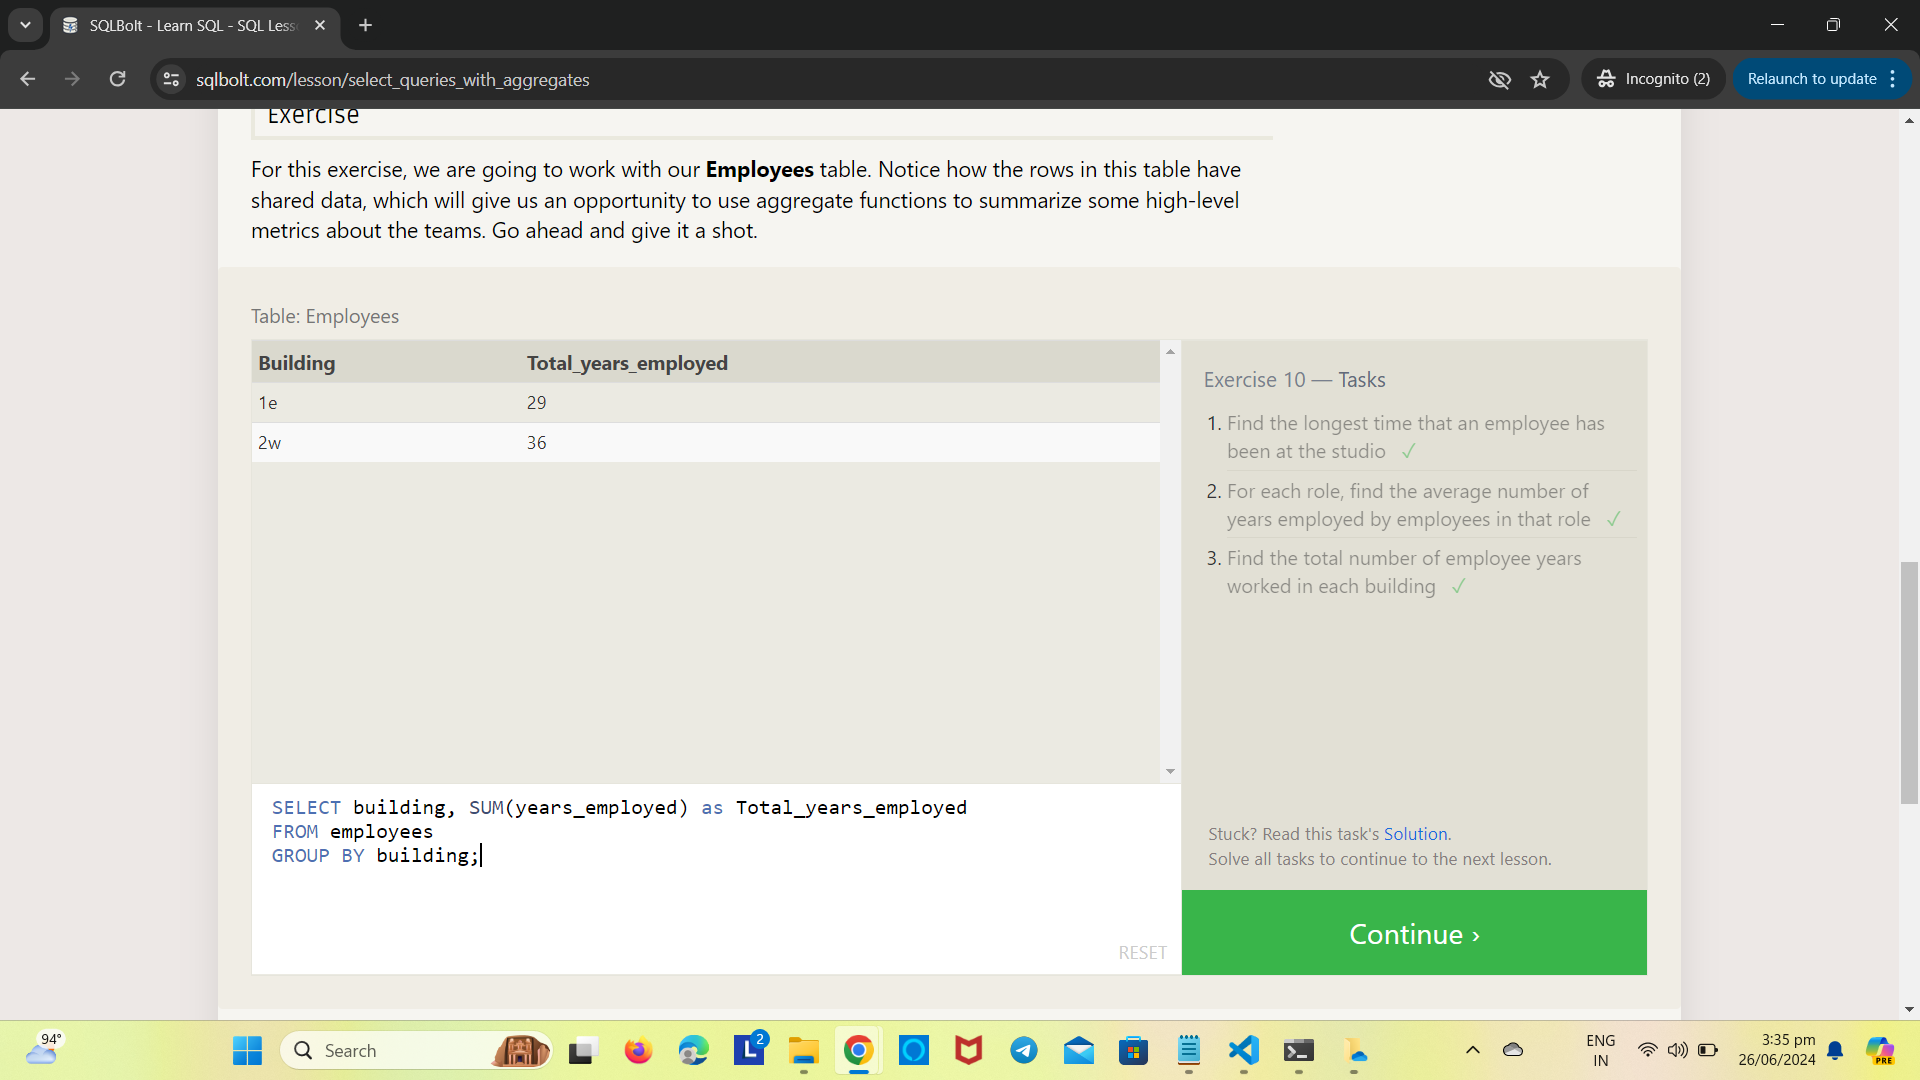 SQLBolt - Learn SQL - SQL Less
sqlbolt.com/lesson/select_queries_with_aggregates
Incognito (2)
Relaunch to update
Exercise
For this exercise, we are going to work with our Employees table. Notice how the rows in this table have
shared data, which will give us an opportunity to use aggregate functions to summarize some high-level
metrics about the teams. Go ahead and give it a shot.
Table: Employees
Building Total_years_employed
1e 29
2w 36
SELECT building, SUM(years_employed) as Total_years_employed
FROM employees
GROUP BY building;
RESET
Exercise 10 — Tasks
1. Find the longest time that an employee has
been at the studio ✓
2. For each role, find the average number of
years employed by employees in that role ✓
3. Find the total number of employee years
worked in each building ✓
Stuck? Read this task's Solution.
Solve all tasks to continue to the next lesson.
Continue ›
94°
Search
L
2
ENG
IN
3:35 pm
26/06/2024
PRE